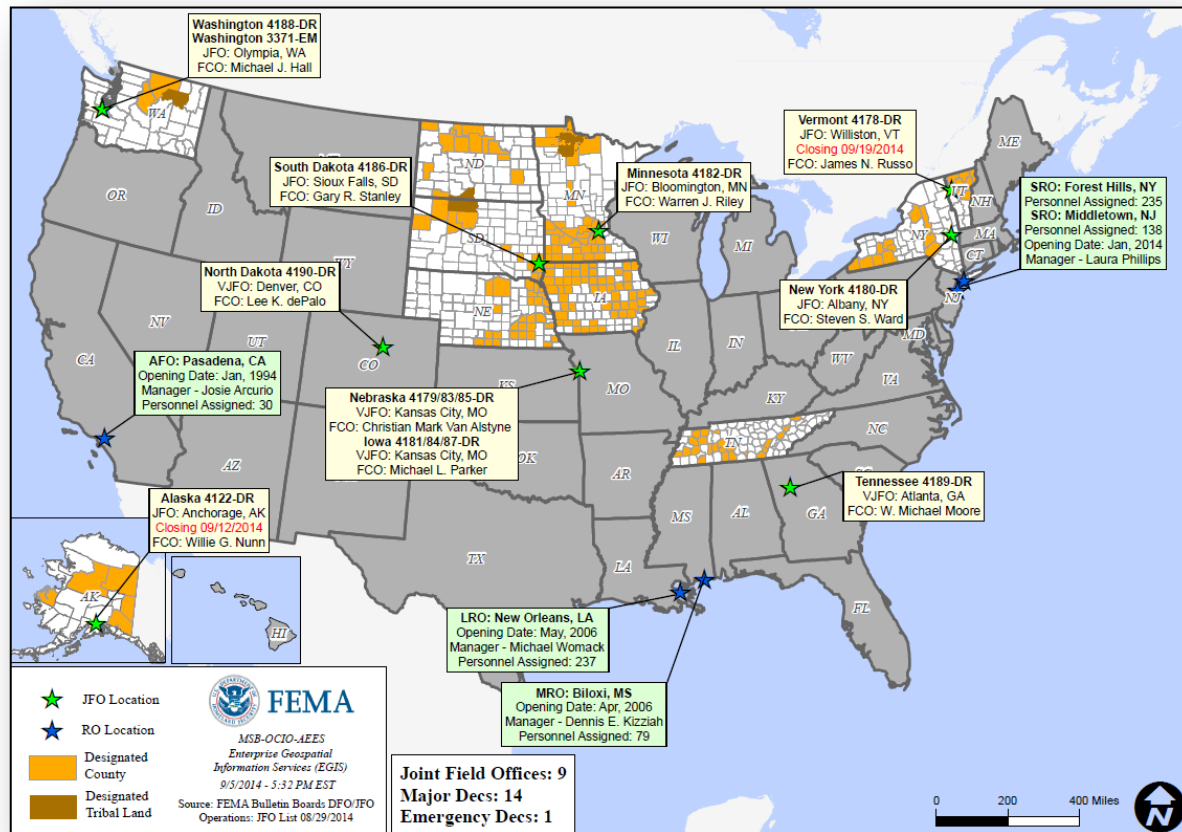 Washington 4188-DR
Washington 3371-EM
JFO: Olympia, WA
FCO: Michael J. Hall
Vermont 4178-DR
JFO: Williston, VT
Closing 09/19/2014
FCO: James N. Russo
South Dakota 4186-DR
JFO: Sioux Falls, SD
FCO: Gary R. Stanley
Minnesota 4182-DR
JFO: Bloomington, MN
FCO: Warren J. Riley
SRO: Forest Hills, NY
Personnel Assigned: 235
SRO: Middletown, NJ
Personnel Assigned: 138
Opening Date: Jan, 2014
Manager - Laura Phillips
North Dakota 4190-DR
VJFO: Denver, CO
FCO: Lee K. dePalo
New York 4180-DR
JFO: Albany, NY
FCO: Steven S. Ward
AFO: Pasadena, CA
Opening Date: Jan, 1994
Manager - Josie Arcurio
Personnel Assigned: 30
Nebraska 4179/83/85-DR
VJFO: Kansas City, MO
FCO: Christian Mark Van Alstyne
Iowa 4181/84/87-DR
VJFO: Kansas City, MO
FCO: Michael L. Parker
Tennessee 4189-DR
VJFO: Atlanta, GA
FCO: W. Michael Moore
Alaska 4122-DR
JFO: Anchorage, AK
Closing 09/12/2014
FCO: Willie G. Nunn
LRO: New Orleans, LA
Opening Date: May, 2006
Manager - Michael Womack
Personnel Assigned: 237
MRO: Biloxi, MS
Opening Date: Apr, 2006
Manager - Dennis E. Kizziah
Personnel Assigned: 79
WA
OR
ID
ND
MN
SD
WY
NE
IA
WI
MI
ME
VT
NH
NY
MA
CT
NJ
MD
NV
UT
CA
CO
KS
MO
IL
IN
WV
VA
KY
NC
TN
AZ
OK
AR
MS
AL
GA
TX
LA
FL
AK
HI
JFO Location
RO Location
Designated
County
Designated
Tribal Land
FEMA
MSB-OCIO-AEES
Enterprise Geospatial
Information Services (EGIS)
9/5/2014 - 5:32 PM EST
Source: FEMA Bulletin Boards DFO/JFO
Operations: JFO List 08/29/2014
Joint Field Offices: 9
Major Decs: 14
Emergency Decs: 1
0 200 400 Miles
N